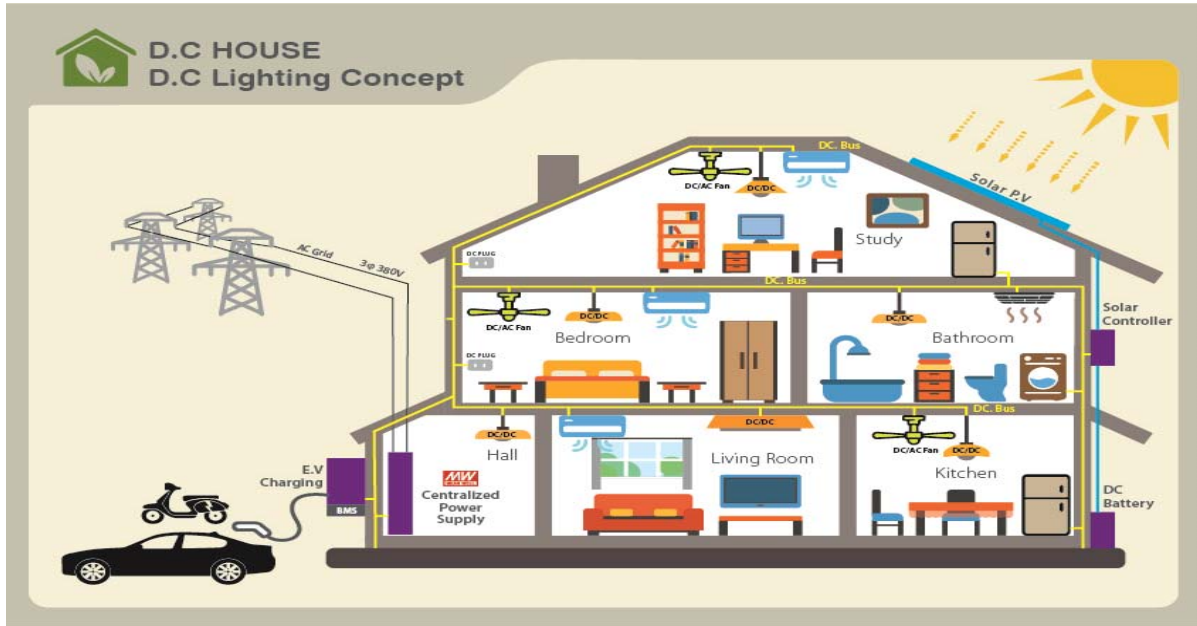 D.C HOUSE
D.C Lighting Concept
DC. Bus
DC/AC Fan
DC/DC
Solar P.V
Study
DC PLUG
AC Grid
3φ 380V
DC. Bus
DC/AC Fan
DC/DC
Bedroom
DC/DC
Bathroom
DC PLUG
Solar
Controller
DC. Bus
DC/DC
Hall
DC/DC
Living Room
DC/AC Fan
DC/DC
Kitchen
E.V
Charging
BMS
MW
Centralized
Power
Supply
DC
Battery